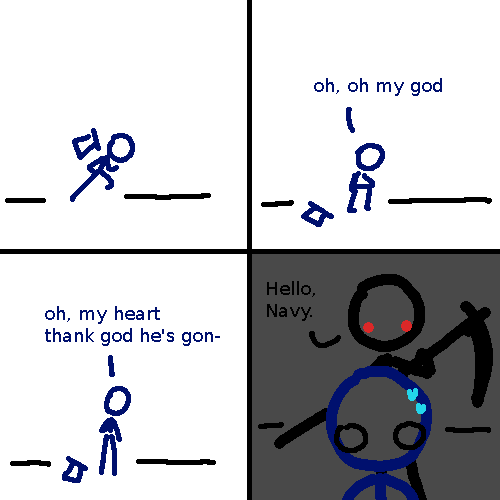 oh, oh my god
oh, my heart
thank god he's gon-
Hello,
Navy.